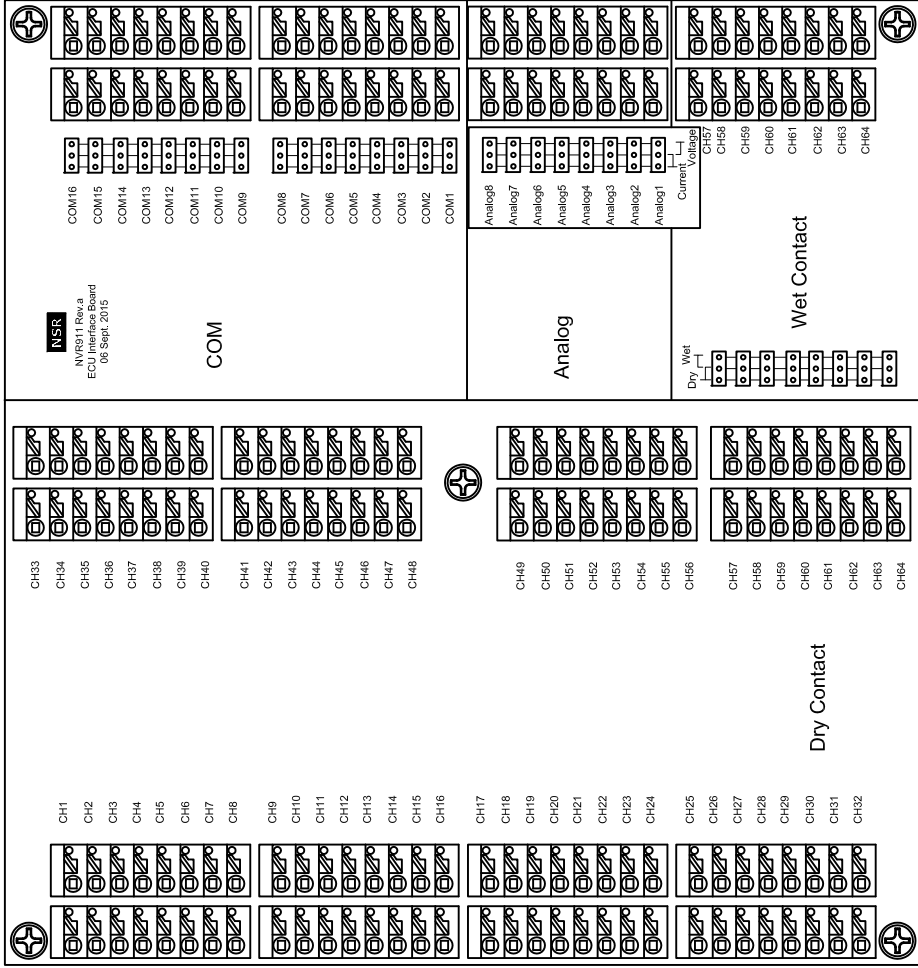 COM16
COM15
COM14
COM13
COM12
COM11
COM10
COM9
COM8
COM7
COM6
COM5
COM4
COM3
COM2
COM1
Analog8
Analog7
Analog6
Analog5
Analog4
Analog3
Analog2
Analog1
Current
Voltage
CH57
CH58
CH59
CH60
CH61
CH62
CH63
CH64
NSR
NVR911 Rev.a
ECU Interface Board
06 Sept. 2015
COM
Analog
Wet Contact
Dry
Wet
CH33
CH34
CH35
CH36
CH37
CH38
CH39
CH40
CH41
CH42
CH43
CH44
CH45
CH46
CH47
CH48
CH49
CH50
CH51
CH52
CH53
CH54
CH55
CH56
CH57
CH58
CH59
CH60
CH61
CH62
CH63
CH64
Dry Contact
CH1
CH2
CH3
CH4
CH5
CH6
CH7
CH8
CH9
CH10
CH11
CH12
CH13
CH14
CH15
CH16
CH17
CH18
CH19
CH20
CH21
CH22
CH23
CH24
CH25
CH26
CH27
CH28
CH29
CH30
CH31
CH32